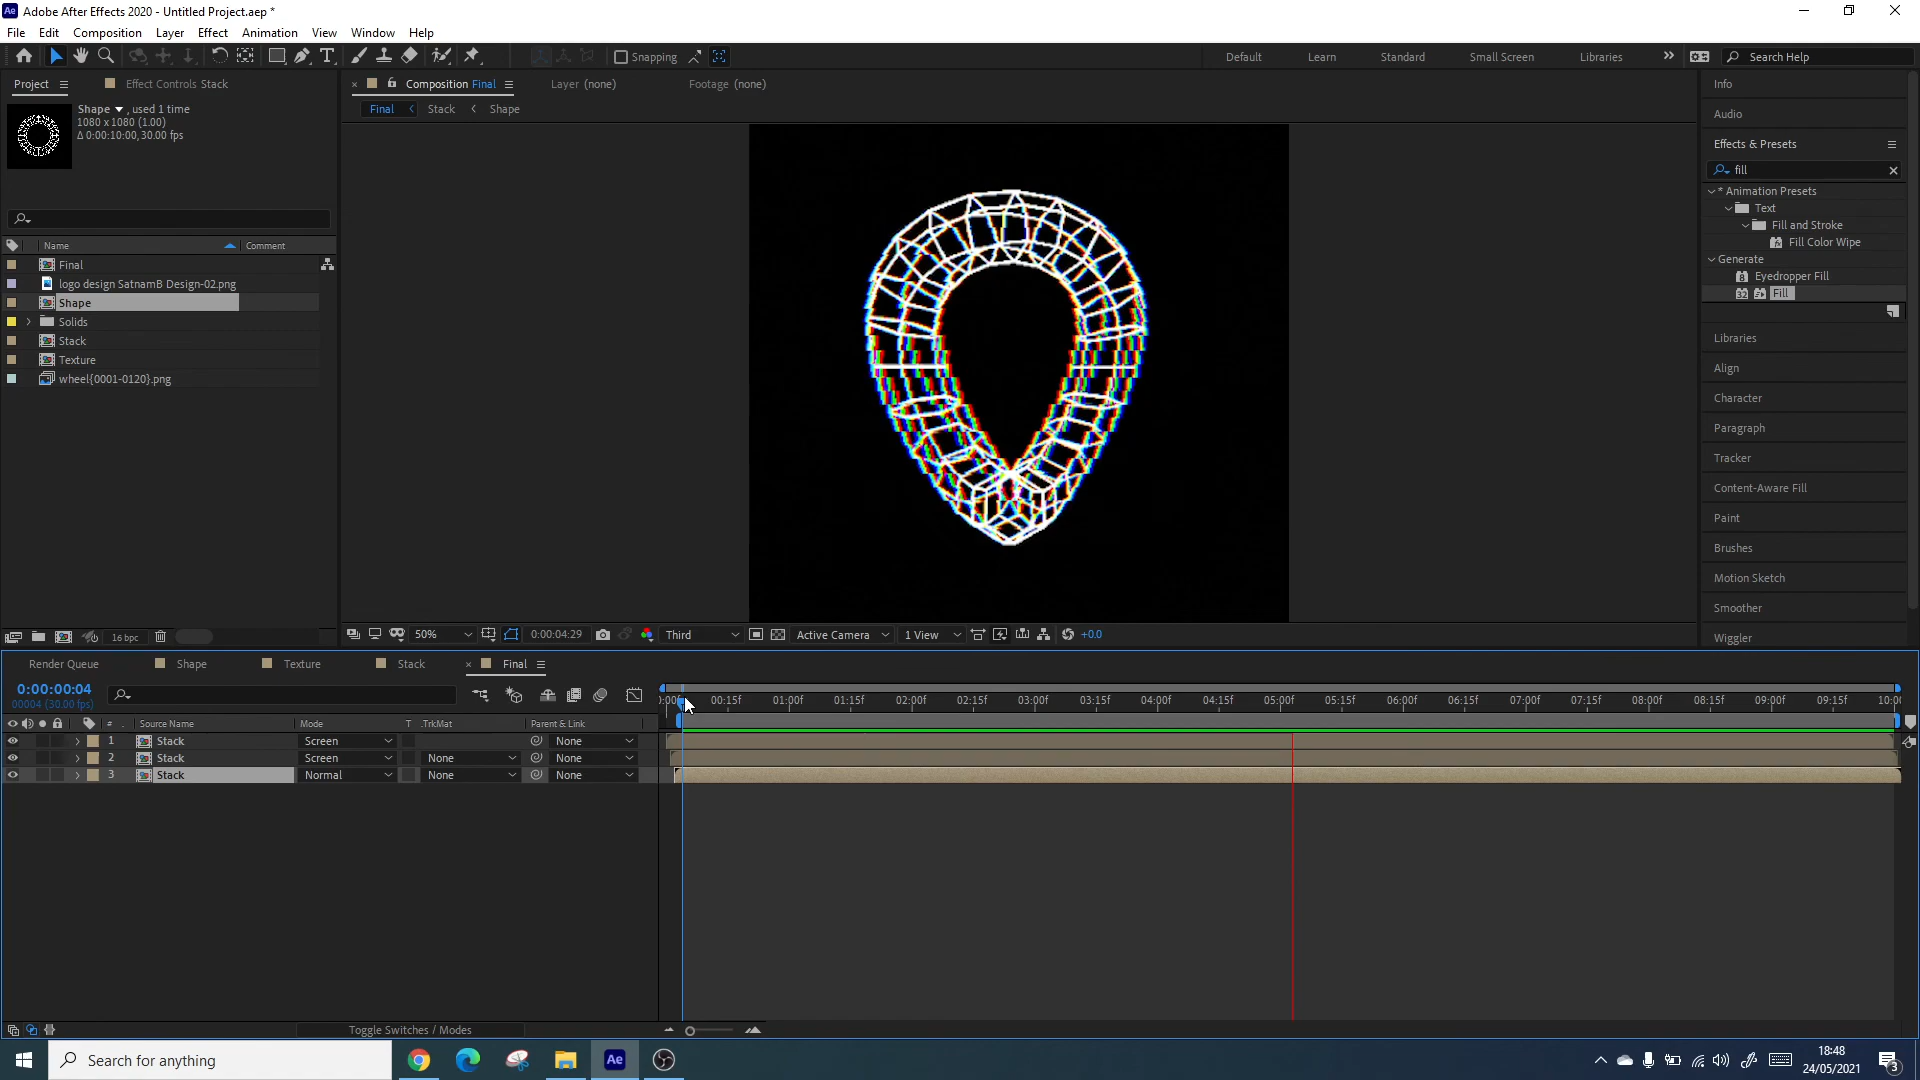 Adobe After Effects 2020 - Untitled Project.aep *
File Edit Composition Layer Effect Animation View Window Help
Snapping
Default Learn Standard Small Screen Libraries
Search Help
Project
Effect Controls Stack
Shape , used 1 time
1080 x 1080 (1.00)
Δ 0:00:10:00, 30.00 fps
Name Comment
Final
logo design SatnamB Design-02.png
Shape
Solids
Stack
Texture
wheel{0001-0120}.png
16 bpc
Composition Final
Layer (none)
Footage (none)
Final Stack Shape
50% 0:00:04:29 Third Active Camera 1 View +0.0
Info
Audio
Effects & Presets
fill
* Animation Presets
Text
Fill and Stroke
Fill Color Wipe
Generate
Eyedropper Fill
32 Fill
Libraries
Align
Character
Paragraph
Tracker
Content-Aware Fill
Paint
Brushes
Motion Sketch
Smoother
Wiggler
Render Queue Shape Texture Stack Final
0:00:00:04
00004 (30.00 fps)
00:15f 01:00f 01:15f 02:00f 02:15f 03:00f 03:15f 04:00f 04:15f 05:00f 05:15f 06:00f 06:15f 07:00f 07:15f 08:00f 08:15f 09:00f 09:15f 10:00
# Source Name Mode T .TrkMat Parent & Link
1 Stack Screen None
2 Stack Screen None None
3 Stack Normal None None
Toggle Switches / Modes
Search for anything
Ae
18:48
24/05/2021
3